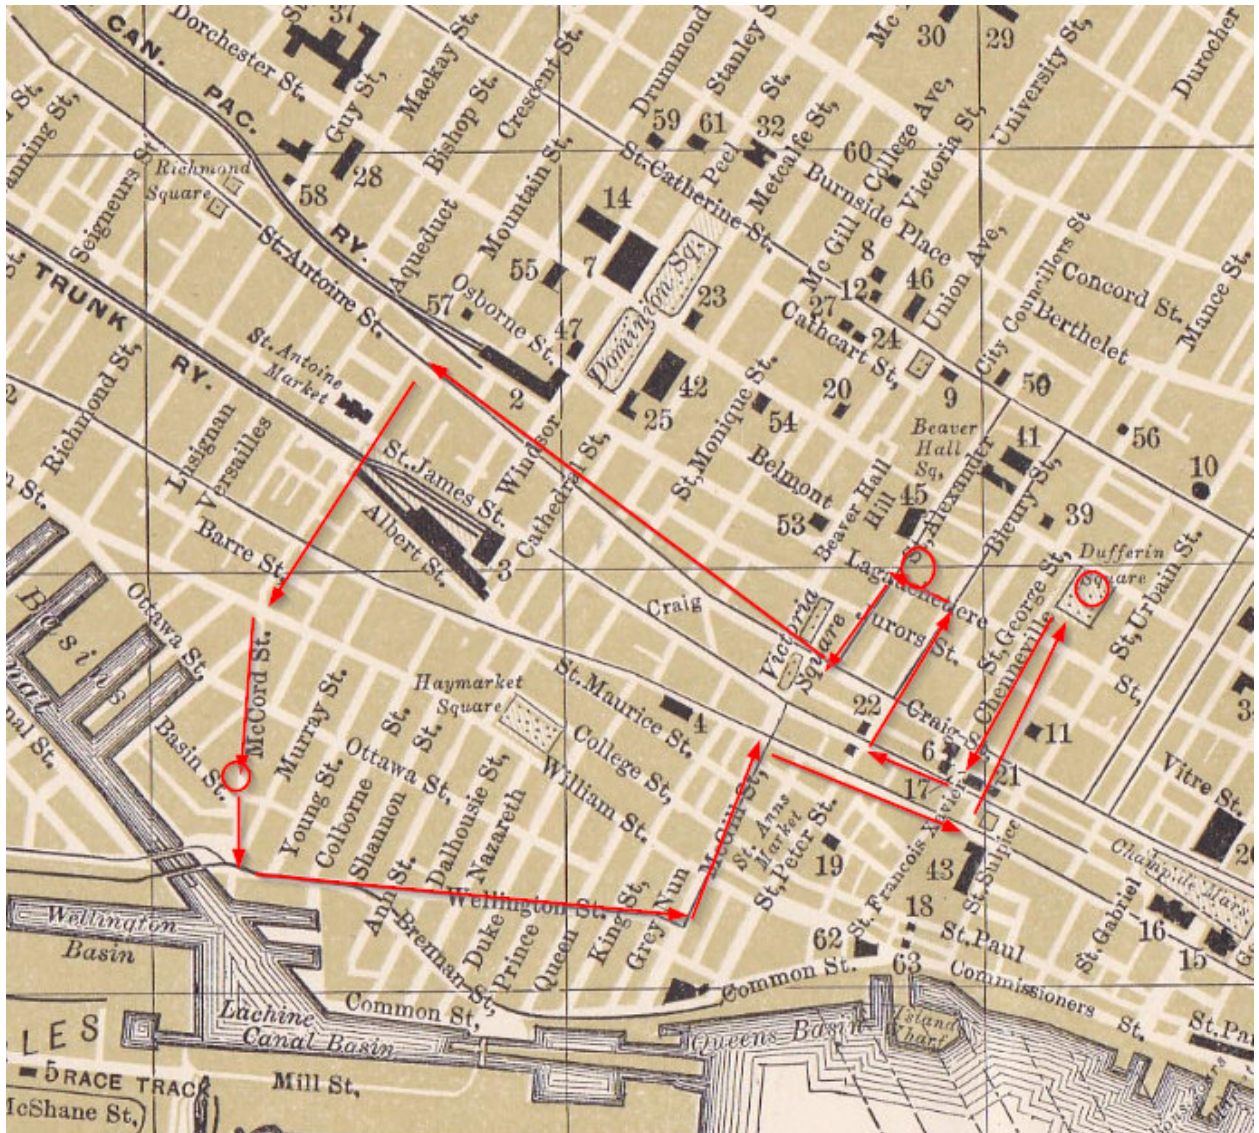 CAN.
PAC.
RY.
Dorchester St.
St.
37
Guy St,
Mackay St.
Bishop St.
Crescent St.
Drummond
Stanley
St.
30
29
University St,
Durocher
59
61
32
Peel
Metcalfe St,
60
College Ave,
Victoria St,
Burnside Place
St. Catherine St.
Mc Gill
Seigneurs St.
Richmond
Square
58
28
St. Antoine St.
Aqueduct
Mountain St,
14
7
55
57
Osborne St,
47
Dominion Sq.
23
8
12
46
27
24
Cathcart St,
Union Ave,
City Councillors St
Concord St.
Berthelet
Mance St.
TRUNK
RY.
St. Antoine
Market
2
42
25
St, Monique St.
54
20
9
50
Beaver
Hall
Sq,
41
56
10
Richmond St,
Lusignan
Versailles
St. James St.
Windsor
Cathedral St,
Belmont
53
Beaver Hall
Hill
45
St, Alexander
Bleury St,
39
Dufferin
Square
Barre St,
Albert St.
3
Craig
Lagauchetiere
Jurors St.
St, George St,
Chenneville
St, Urbain St.
St,
Basins
Ottawa St,
McCord St.
Murray St.
Haymarket
Square
St. Maurice St.
4
Victoria
Square
22
Craig
6
17
21
11
Basin St.
Young St.
Colborne St.
Shannon St.
Ottawa St,
Dalhousie St,
Nazareth
College St,
William St.
McGill St,
St. Anns
Market
St, Peter St.
19
St. Francois Xavier
43
St. Sulpice
Vitre St.
Champ de Mars
Wellington
Basin
Ann St.
Brennan St,
Duke
Prince
Queen
King St,
Grey Nun
Wellington St.
62
18
63
St. Paul
St. Gabriel
16
15
Common St.
Commissioners
St.
Lachine
Canal Basin
Common St,
Queens Basin
Island
Wharf
LES
5 RACE TRACK
McShane St,
Mill St,